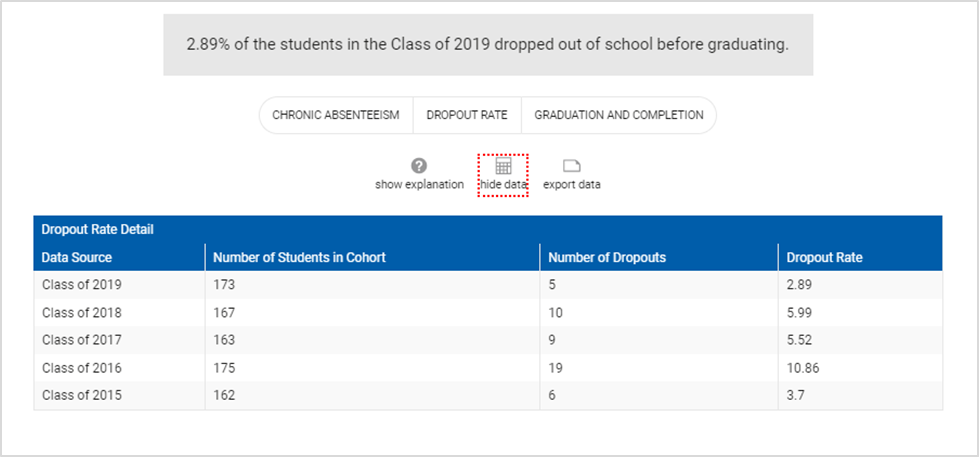 2.89% of the students in the Class of 2019 dropped out of school before graduating.
CHRONIC ABSENTEEISM DROPOUT RATE GRADUATION AND COMPLETION
show explanation hide data export data
Dropout Rate Detail
Data Source Number of Students in Cohort Number of Dropouts Dropout Rate
Class of 2019 173 5 2.89
Class of 2018 167 10 5.99
Class of 2017 163 9 5.52
Class of 2016 175 19 10.86
Class of 2015 162 6 3.7